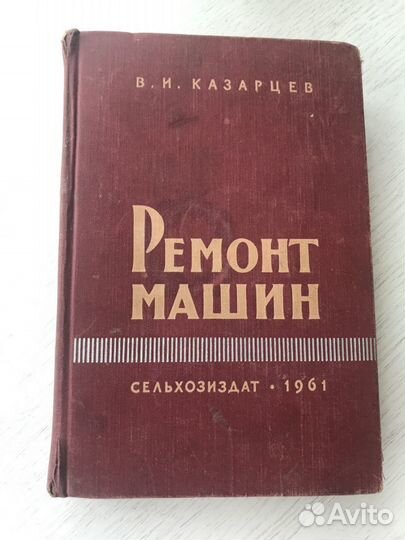 В. И. КАЗАРЦЕВ
РЕМОНТ
МАШИН
СЕЛЬХОЗИЗДАТ • 1961
Avito